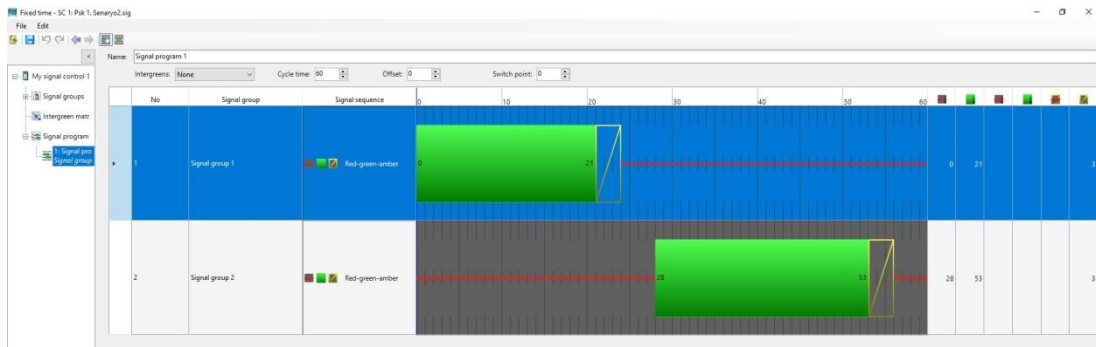 Fixed time - SC 1: Psk 1. Senaryo2.sig
File Edit
Name: Signal program 1
Intergreens: None Cycle time: 60 Offset: 0 Switch point: 0
My signal control 1
Signal groups
Intergreen matr
Signal program
1: Signal pro
Signal group
No Signal group Signal sequence 0 10 20 30 40 50 60
1 Signal group 1 Red-green-amber 0 21 0 21 3
2 Signal group 2 Red-green-amber 28 53 28 53 3